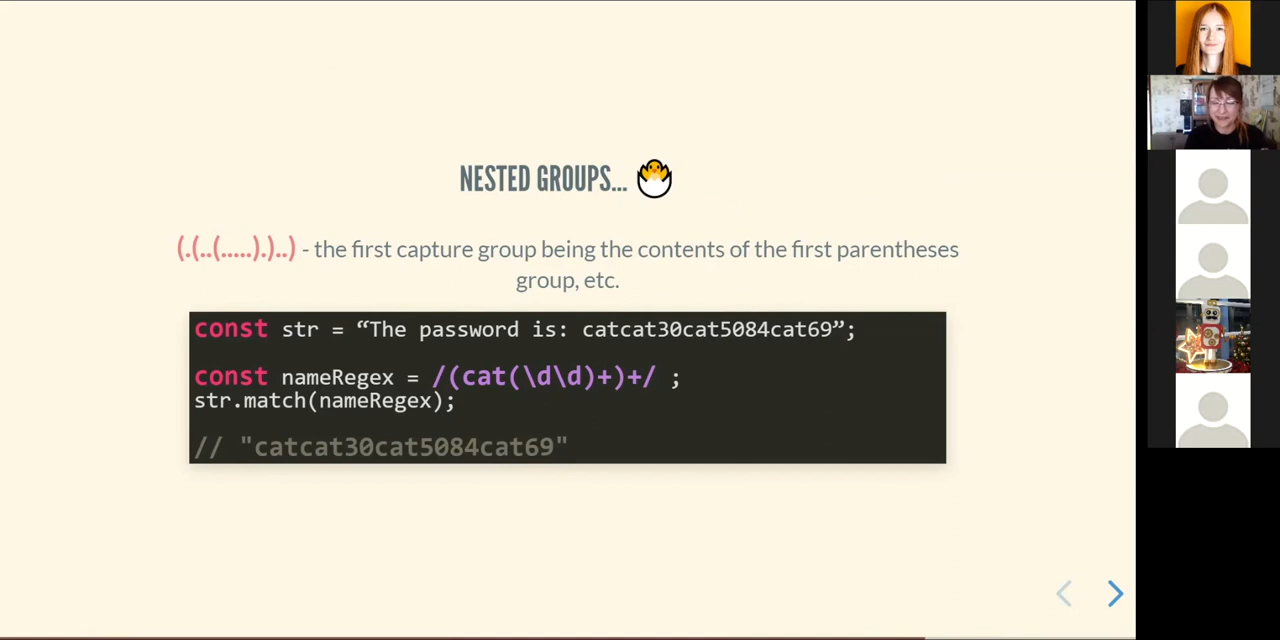 NESTED GROUPS...
(.(..(.....).)..) - the first capture group being the contents of the first parentheses
group, etc.
const str = “The password is: catcat30cat5084cat69”;
const nameRegex = /(cat(\d\d)+)+/ ;
str.match(nameRegex);
// "catcat30cat5084cat69"